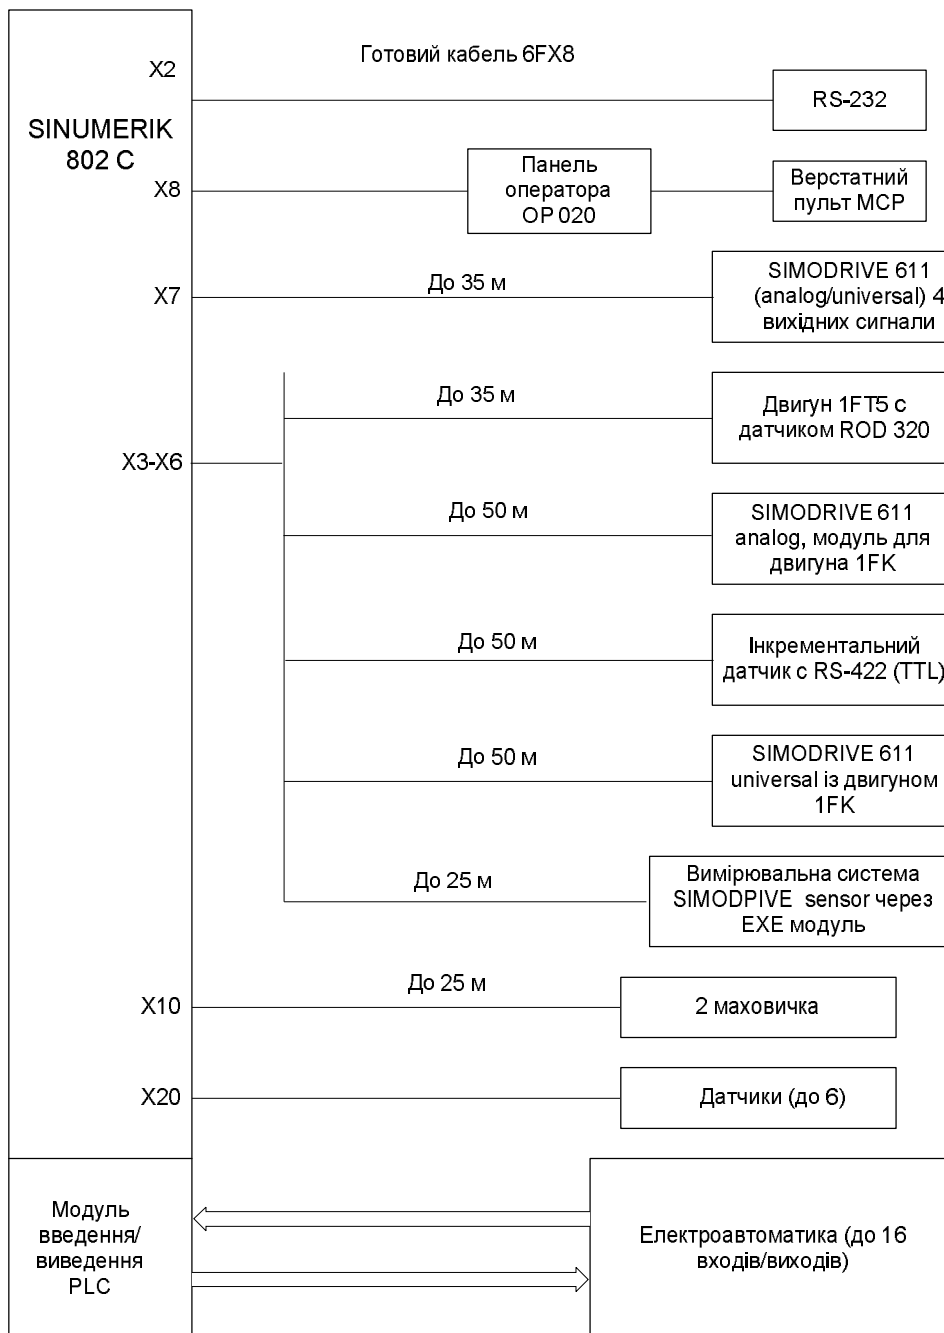 Готовий кабель 6FX8
X2
RS-232
SINUMERIK
802 C
X8
Панель
оператора
OP 020
Верстатний
пульт MCP
X7
До 35 м
SIMODRIVE 611
(analog/universal) 4
вихідних сигнали
До 35 м
Двигун 1FT5 с
датчиком ROD 320
X3-X6
До 50 м
SIMODRIVE 611
analog, модуль для
двигуна 1FK
До 50 м
Інкрементальний
датчик с RS-422 (TTL)
До 50 м
SIMODRIVE 611
universal із двигуном
1FK
До 25 м
Вимірювальна система
SIMODPIVE sensor через
EXE модуль
До 25 м
X10
2 маховичка
X20
Датчики (до 6)
Модуль
введення/
виведення
PLC
Електроавтоматика (до 16
входів/виходів)